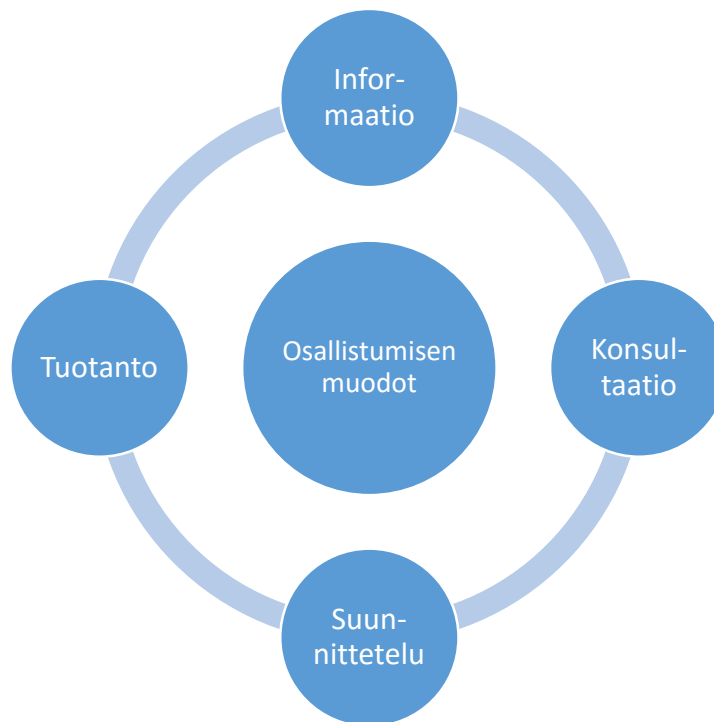 Infor-
maatio
Tuotanto
Osallistumisen
muodot
Konsul-
taatio
Suun-
nittetelu